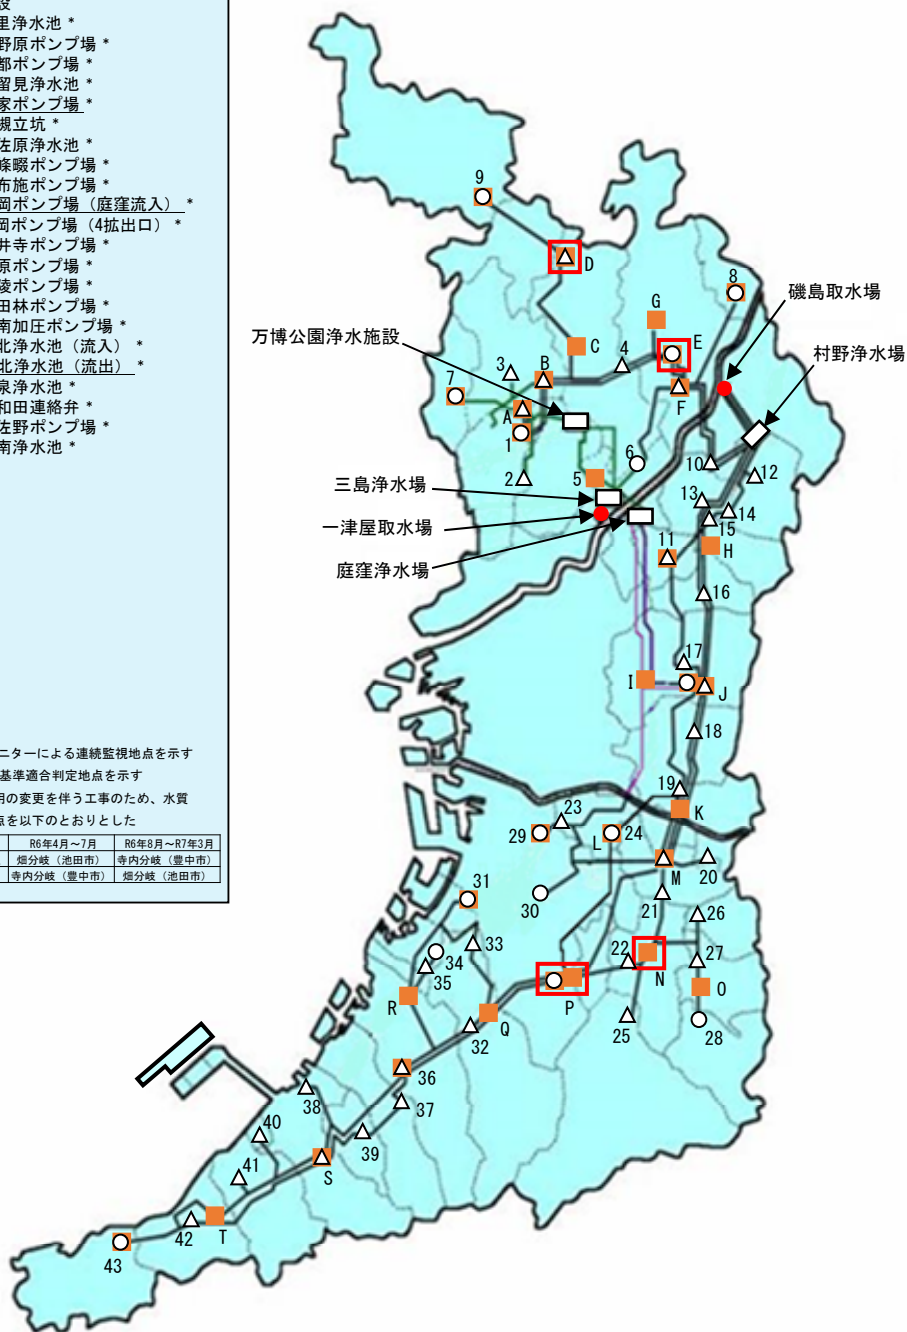 設
里浄水池 *
野原ポンプ場 *
都ポンプ場 *
留見浄水池 *
家ポンプ場 *
槻立坑 *
佐原浄水池 *
條畷ポンプ場 *
布施ポンプ場 *
岡ポンプ場（庭窪流入） *
岡ポンプ場（4拡出口） *
井寺ポンプ場 *
原ポンプ場 *
陵ポンプ場 *
田林ポンプ場
南加圧ポンプ場 *
北浄水池（流入） *
北浄水池（流出） *
泉浄水池 *
和田連絡弁 *
佐野ポンプ場 *
南浄水池 *
ニターによる連続監視地点を示す
基準適合判定地点を示す
用の変更を伴う工事のため、水質
点を以下のとおりとした
R6年4月～7月 R6年8月～R7年3月
畑分岐（池田市） 寺内分岐（豊中市）
寺内分岐（豊中市） 畑分岐（池田市）
9
D
8
G
磯島取水場
万博公園浄水施設
E
村野浄水場
C
4
3
B
7
F
A
1
6
10
12
2
5
三島浄水場
13
14
一津屋取水場
15
11
H
庭窪浄水場
16
17
I
J
18
19
K
23
29
L
24
M
20
30
21
31
26
33
22
27
34
N
35
O
P
R
Q
25
28
32
36
37
38
40
39
41
S
42
T
43